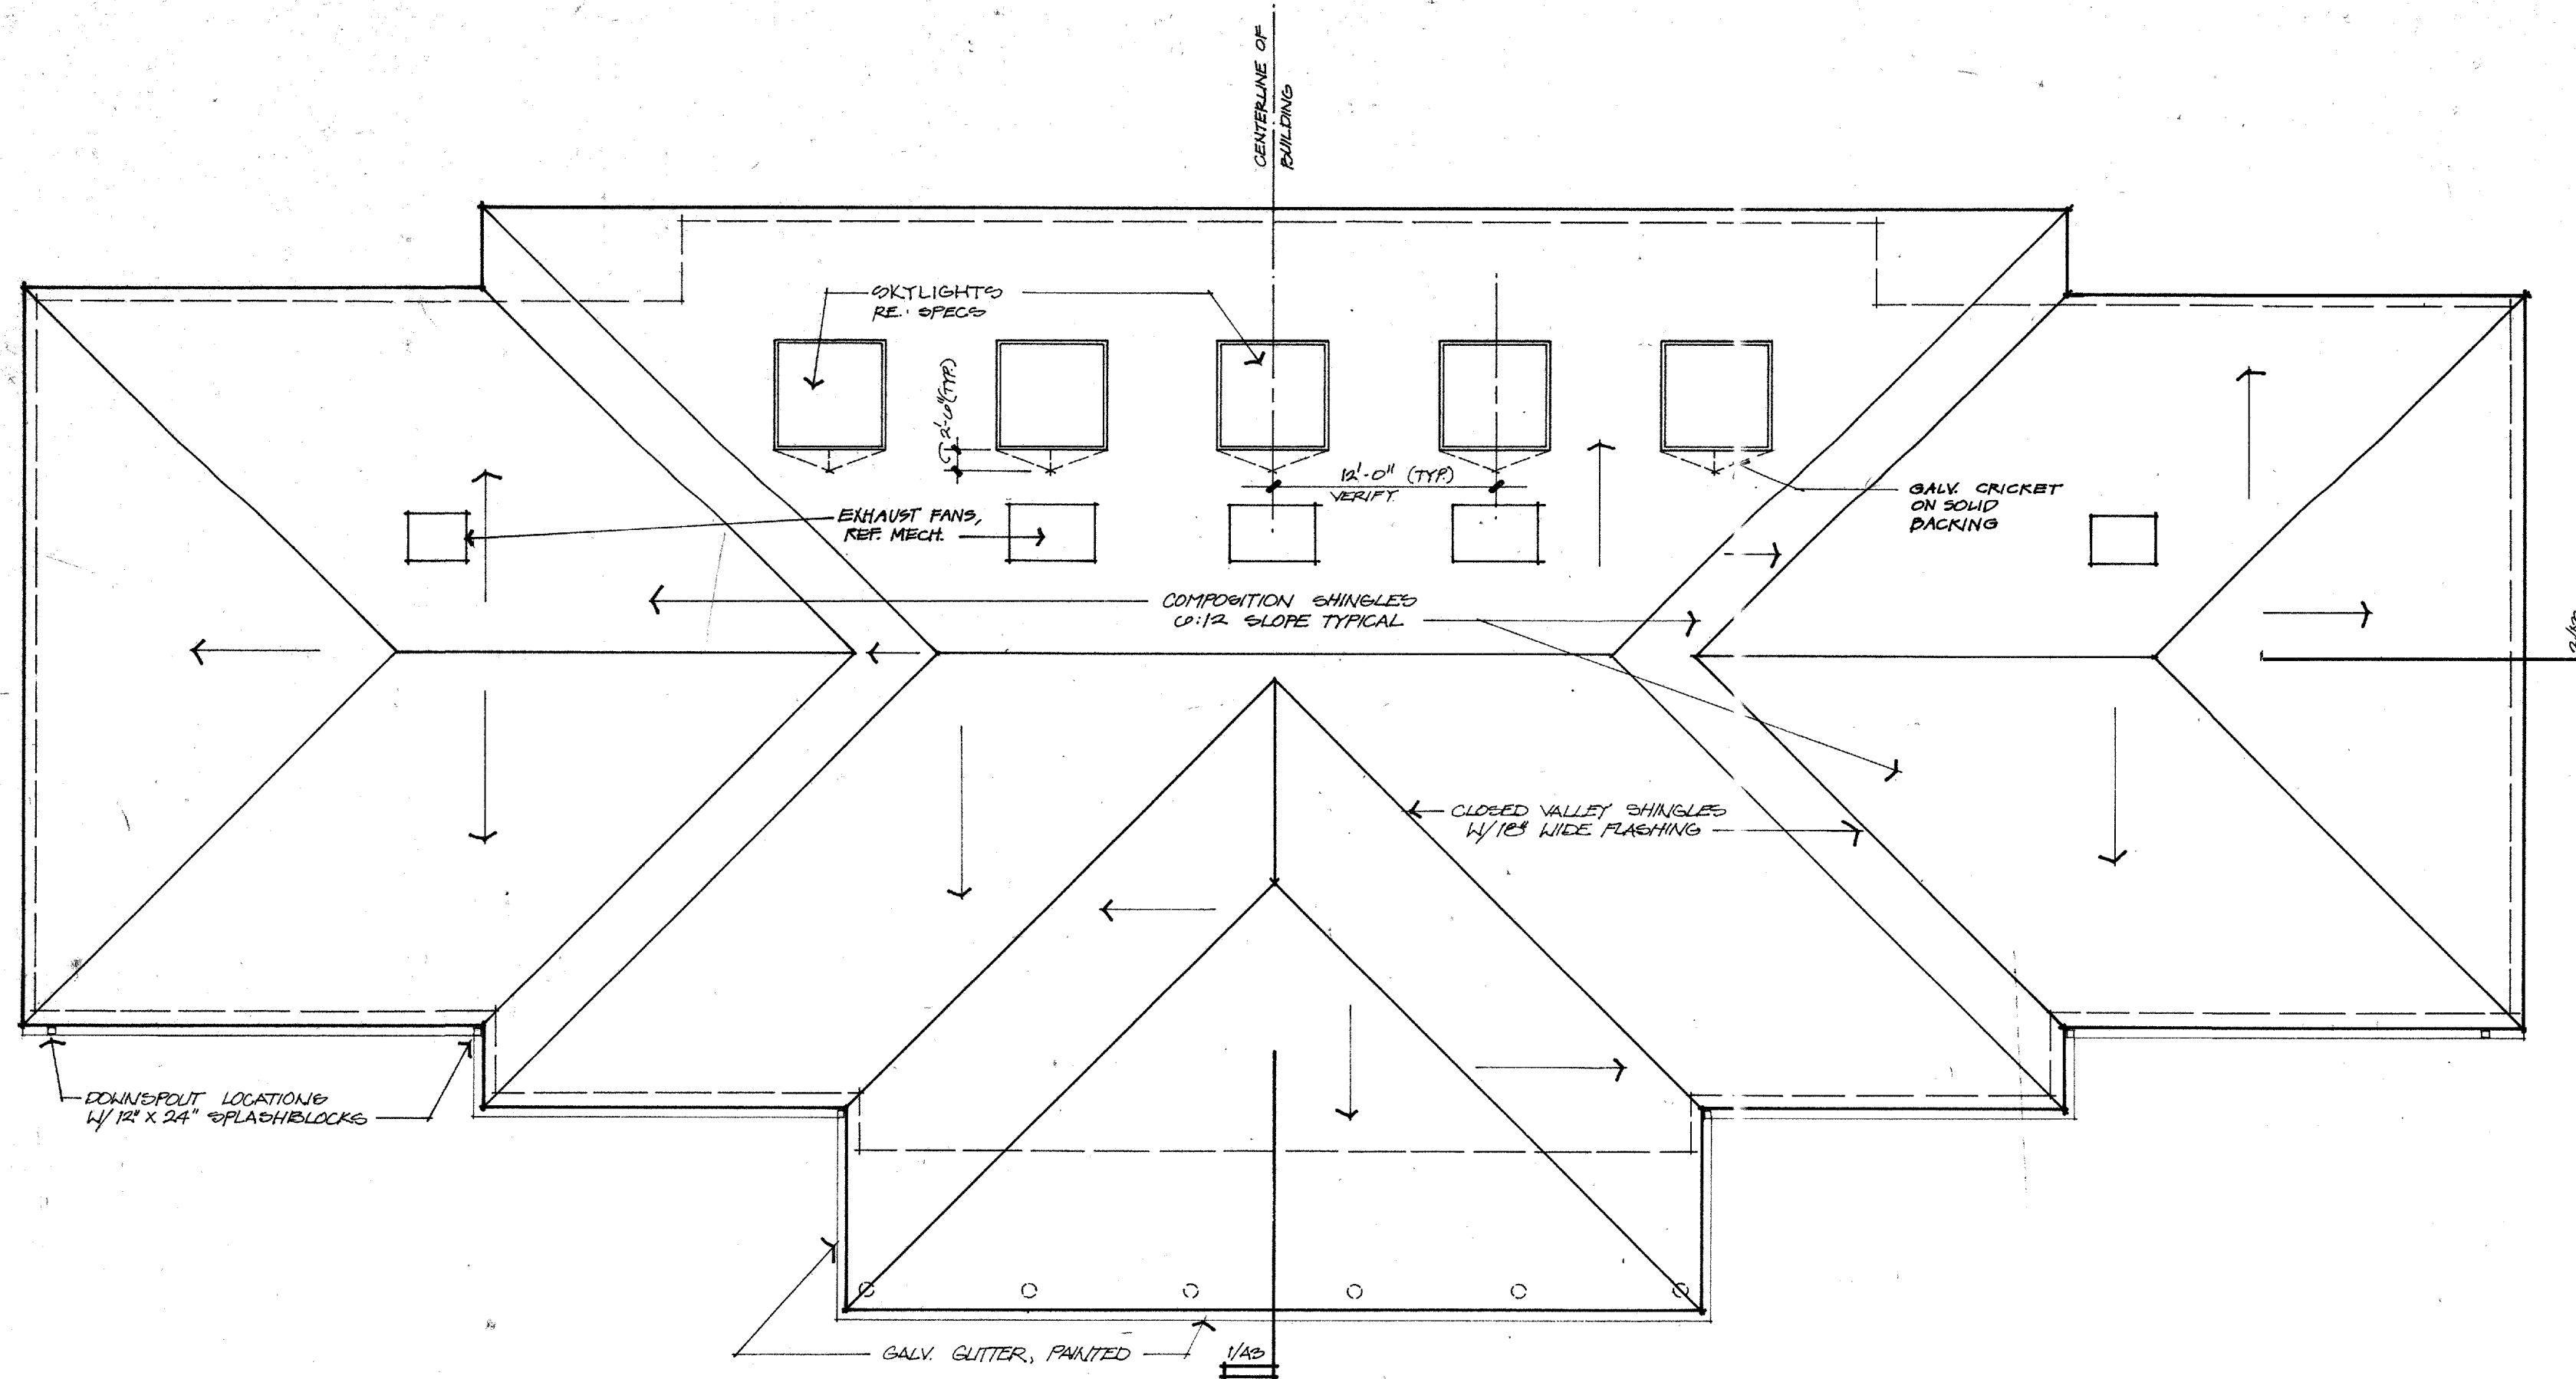 CENTERLINE OF
BUILDING
SKYLIGHTS
RE: SPECS
2'-6" (TYP.)
12'-0" (TYP.)
VERIFY
GALV. CRICKET
ON SOLID
BACKING
EXHAUST FANS,
REF. MECH.
COMPOSITION SHINGLES
6:12 SLOPE TYPICAL
CLOSED VALLEY SHINGLES
W/18" WIDE FLASHING
DOWNSPOUT LOCATIONS
W/ 12" X 24" SPLASHBLOCKS
GALV. GUTTER, PAINTED
1/A3